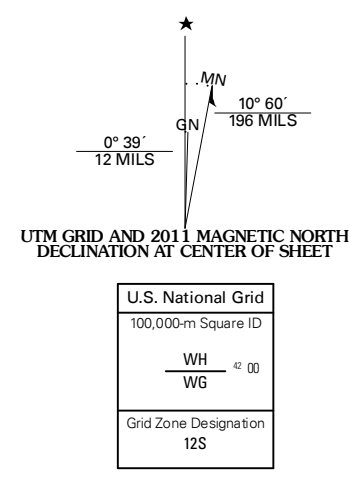 ★
MN
10° 60´
196 MILS
GN
0° 39´
12 MILS
UTM GRID AND 2011 MAGNETIC NORTH
DECLINATION AT CENTER OF SHEET
U.S. National Grid
100,000-m Square ID
WH
42 00
WG
Grid Zone Designation
12S